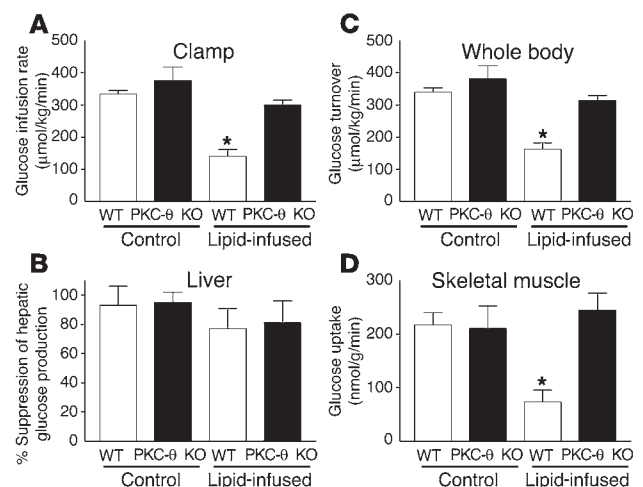 A
Clamp
Glucose infusion rate
(μmol/kg/min)
500
400
300
200
100
0
*
WT PKC-θ KO WT PKC-θ KO
Control Lipid-infused
C
Whole body
Glucose turnover
(μmol/kg/min)
500
400
300
200
100
0
*
WT PKC-θ KO WT PKC-θ KO
Control Lipid-infused
B
Liver
% Suppression of hepatic
glucose production
100
80
60
40
20
0
WT PKC-θ KO WT PKC-θ KO
Control Lipid-infused
D
Skeletal muscle
Glucose uptake
(nmol/g/min)
300
200
100
0
*
WT PKC-θ KO WT PKC-θ KO
Control Lipid-infused